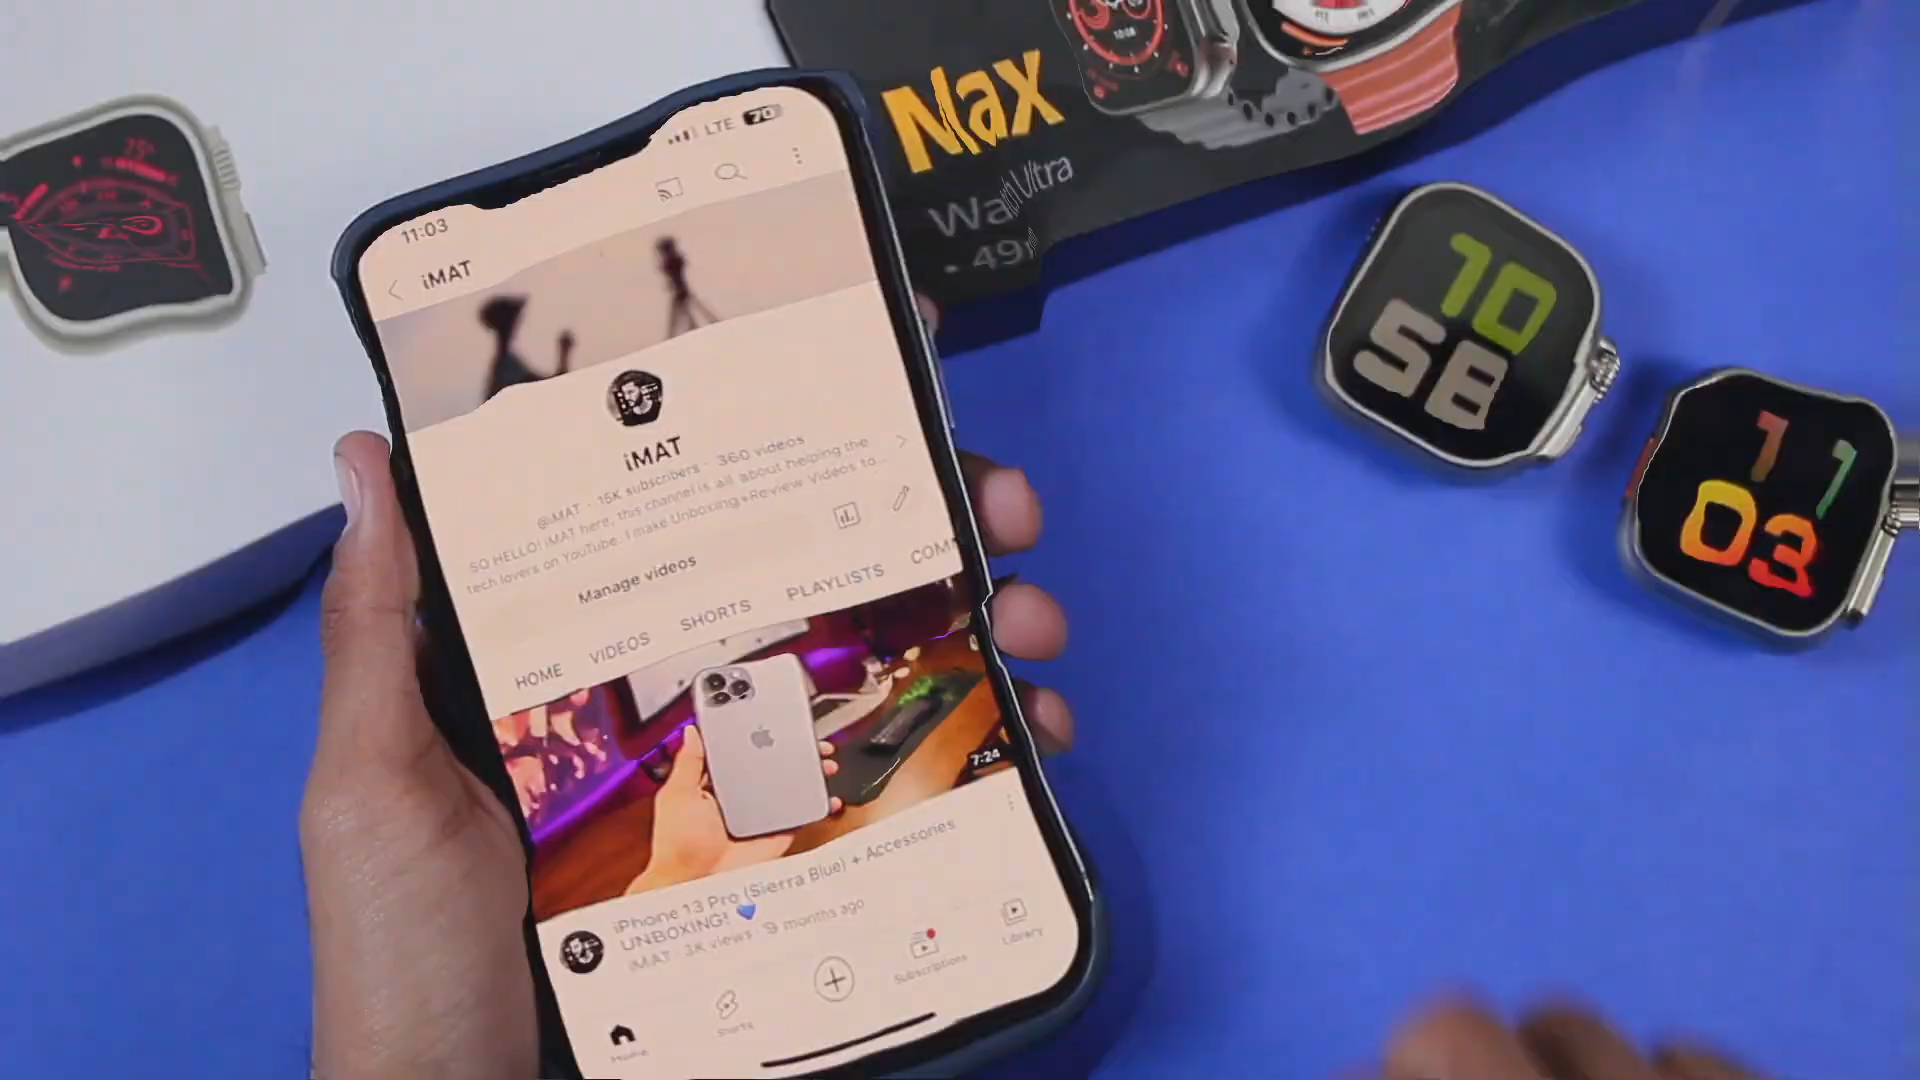 Max
Watch Ultra
- 49
11:03
LTE 70
iMAT
iMAT
@iMAT · 15K subscribers · 360 videos
SO HELLO! iMAT here, this channel is all about helping the
tech lovers on YouTube. I make Unboxing+Review Videos to...
Manage videos
HOME VIDEOS SHORTS PLAYLISTS COMM
7:24
iPhone 13 Pro (Sierra Blue) + Accessories
UNBOXING! 💙
iMAT · 3K views · 9 months ago
Home Shorts Subscriptions Library
10
58
11
03